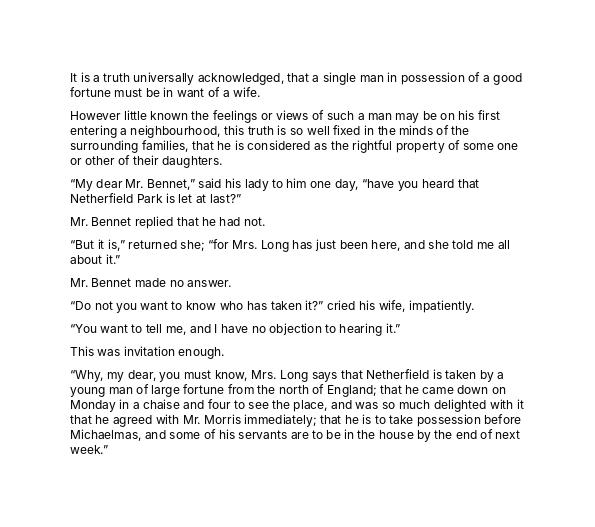 It is a truth universally acknowledged, that a single man in possession of a good
fortune must be in want of a wife.
However little known the feelings or views of such a man may be on his first
entering a neighbourhood, this truth is so well fixed in the minds of the
surrounding families, that he is considered as the rightful property of some one
or other of their daughters.
“My dear Mr. Bennet,” said his lady to him one day, “have you heard that
Netherfield Park is let at last?”
Mr. Bennet replied that he had not.
“But it is,” returned she; “for Mrs. Long has just been here, and she told me all
about it.”
Mr. Bennet made no answer.
“Do not you want to know who has taken it?” cried his wife, impatiently.
“You want to tell me, and I have no objection to hearing it.”
This was invitation enough.
“Why, my dear, you must know, Mrs. Long says that Netherfield is taken by a
young man of large fortune from the north of England; that he came down on
Monday in a chaise and four to see the place, and was so much delighted with it
that he agreed with Mr. Morris immediately; that he is to take possession before
Michaelmas, and some of his servants are to be in the house by the end of next
week.”